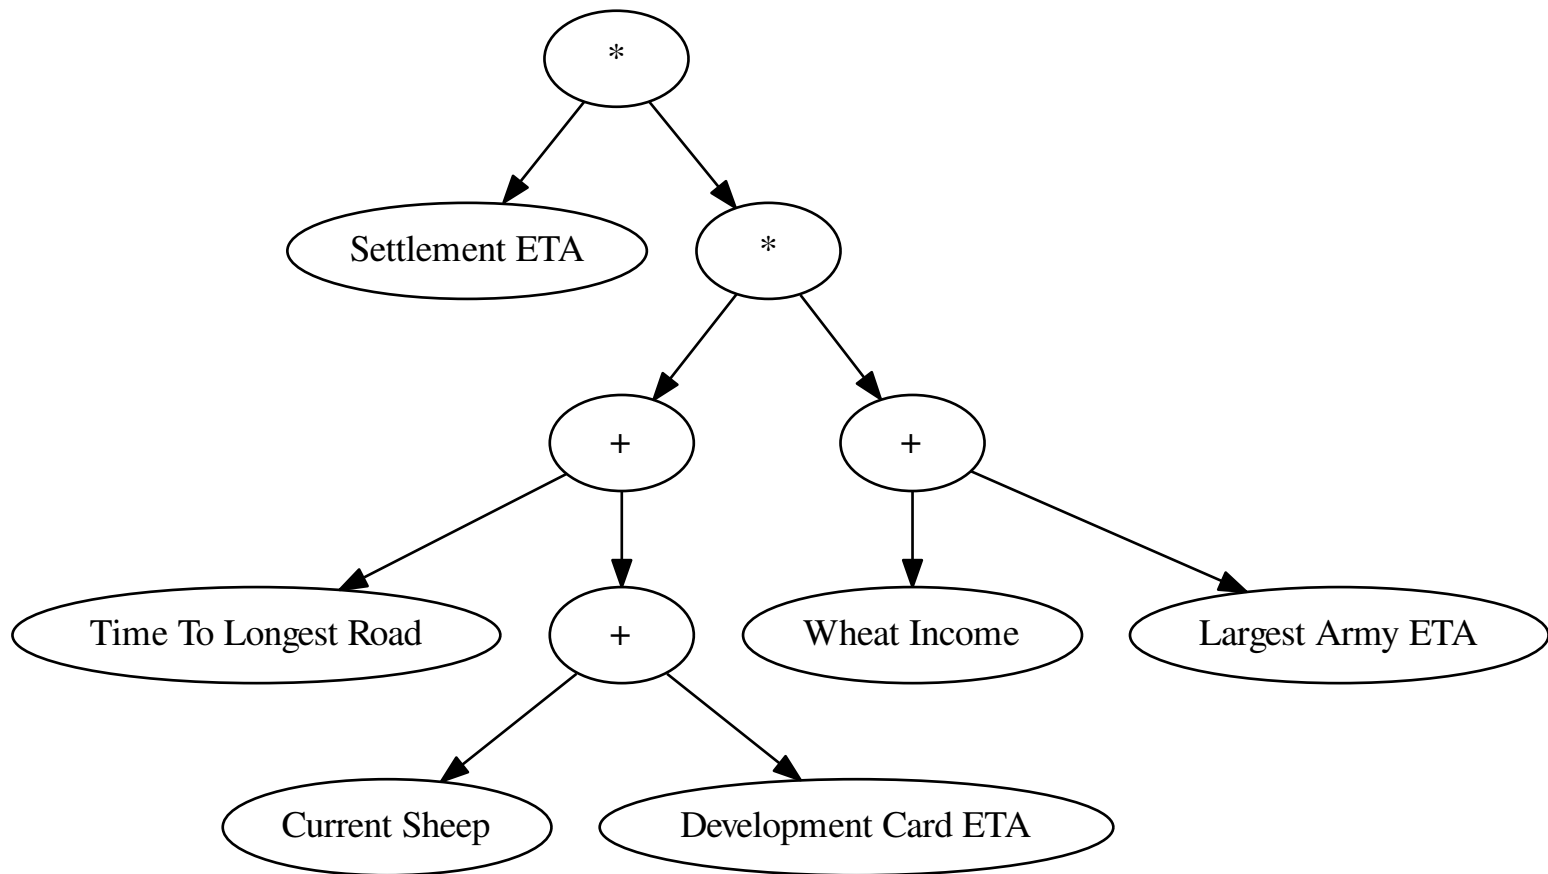 *
Settlement ETA
*
+
+
Time To Longest Road
+
Wheat Income
Largest Army ETA
Current Sheep
Development Card ETA